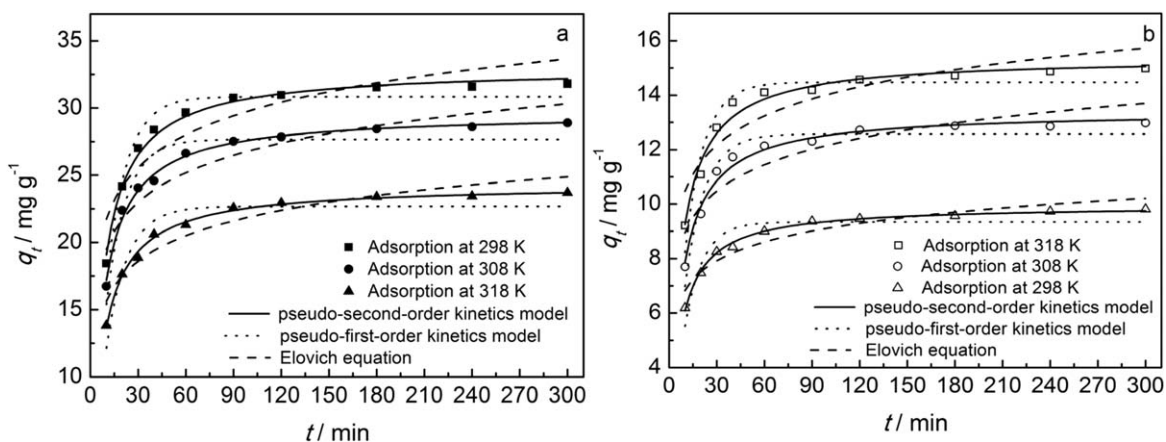 a
35
30
25
20
15
10
q_t / mg g⁻¹
Adsorption at 298 K
Adsorption at 308 K
Adsorption at 318 K
pseudo-second-order kinetics model
pseudo-first-order kinetics model
Elovich equation
0 30 60 90 120 150 180 210 240 270 300
t / min
b
16
14
12
10
8
6
4
q_t / mg g⁻¹
Adsorption at 318 K
Adsorption at 308 K
Adsorption at 298 K
pseudo-second-order kinetics model
pseudo-first-order kinetics model
Elovich equation
0 30 60 90 120 150 180 210 240 270 300
t / min